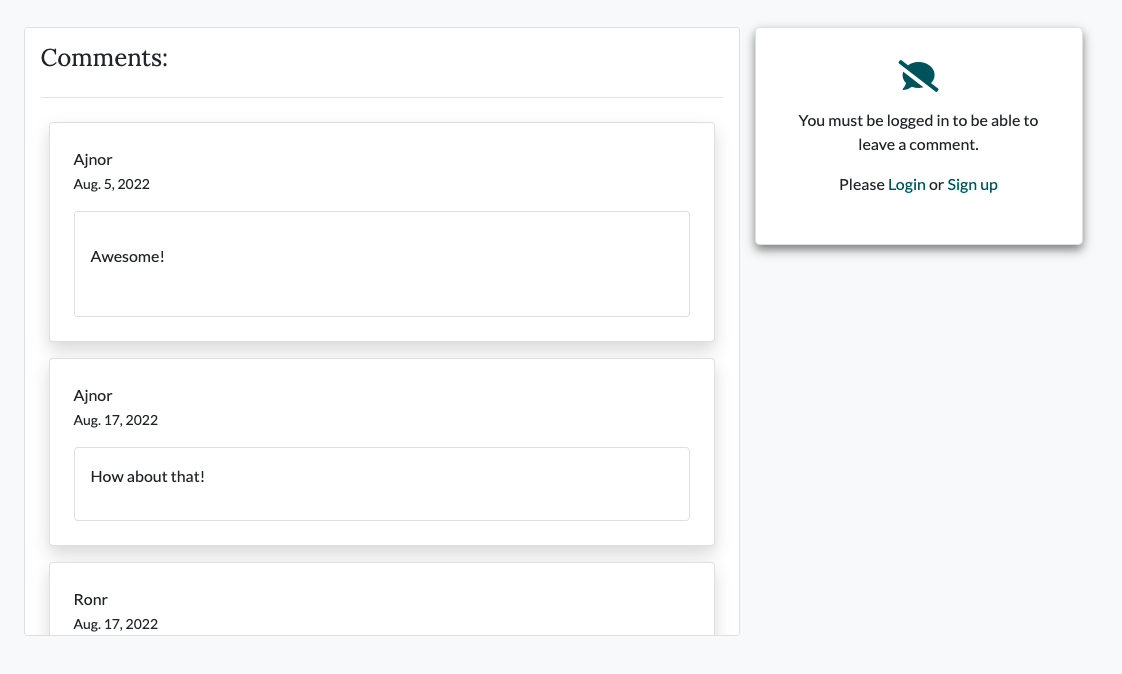 Comments:
Ajnor
Aug. 5, 2022
Awesome!
Ajnor
Aug. 17, 2022
How about that!
Ronr
Aug. 17, 2022
You must be logged in to be able to
leave a comment.
Please Login or Sign up